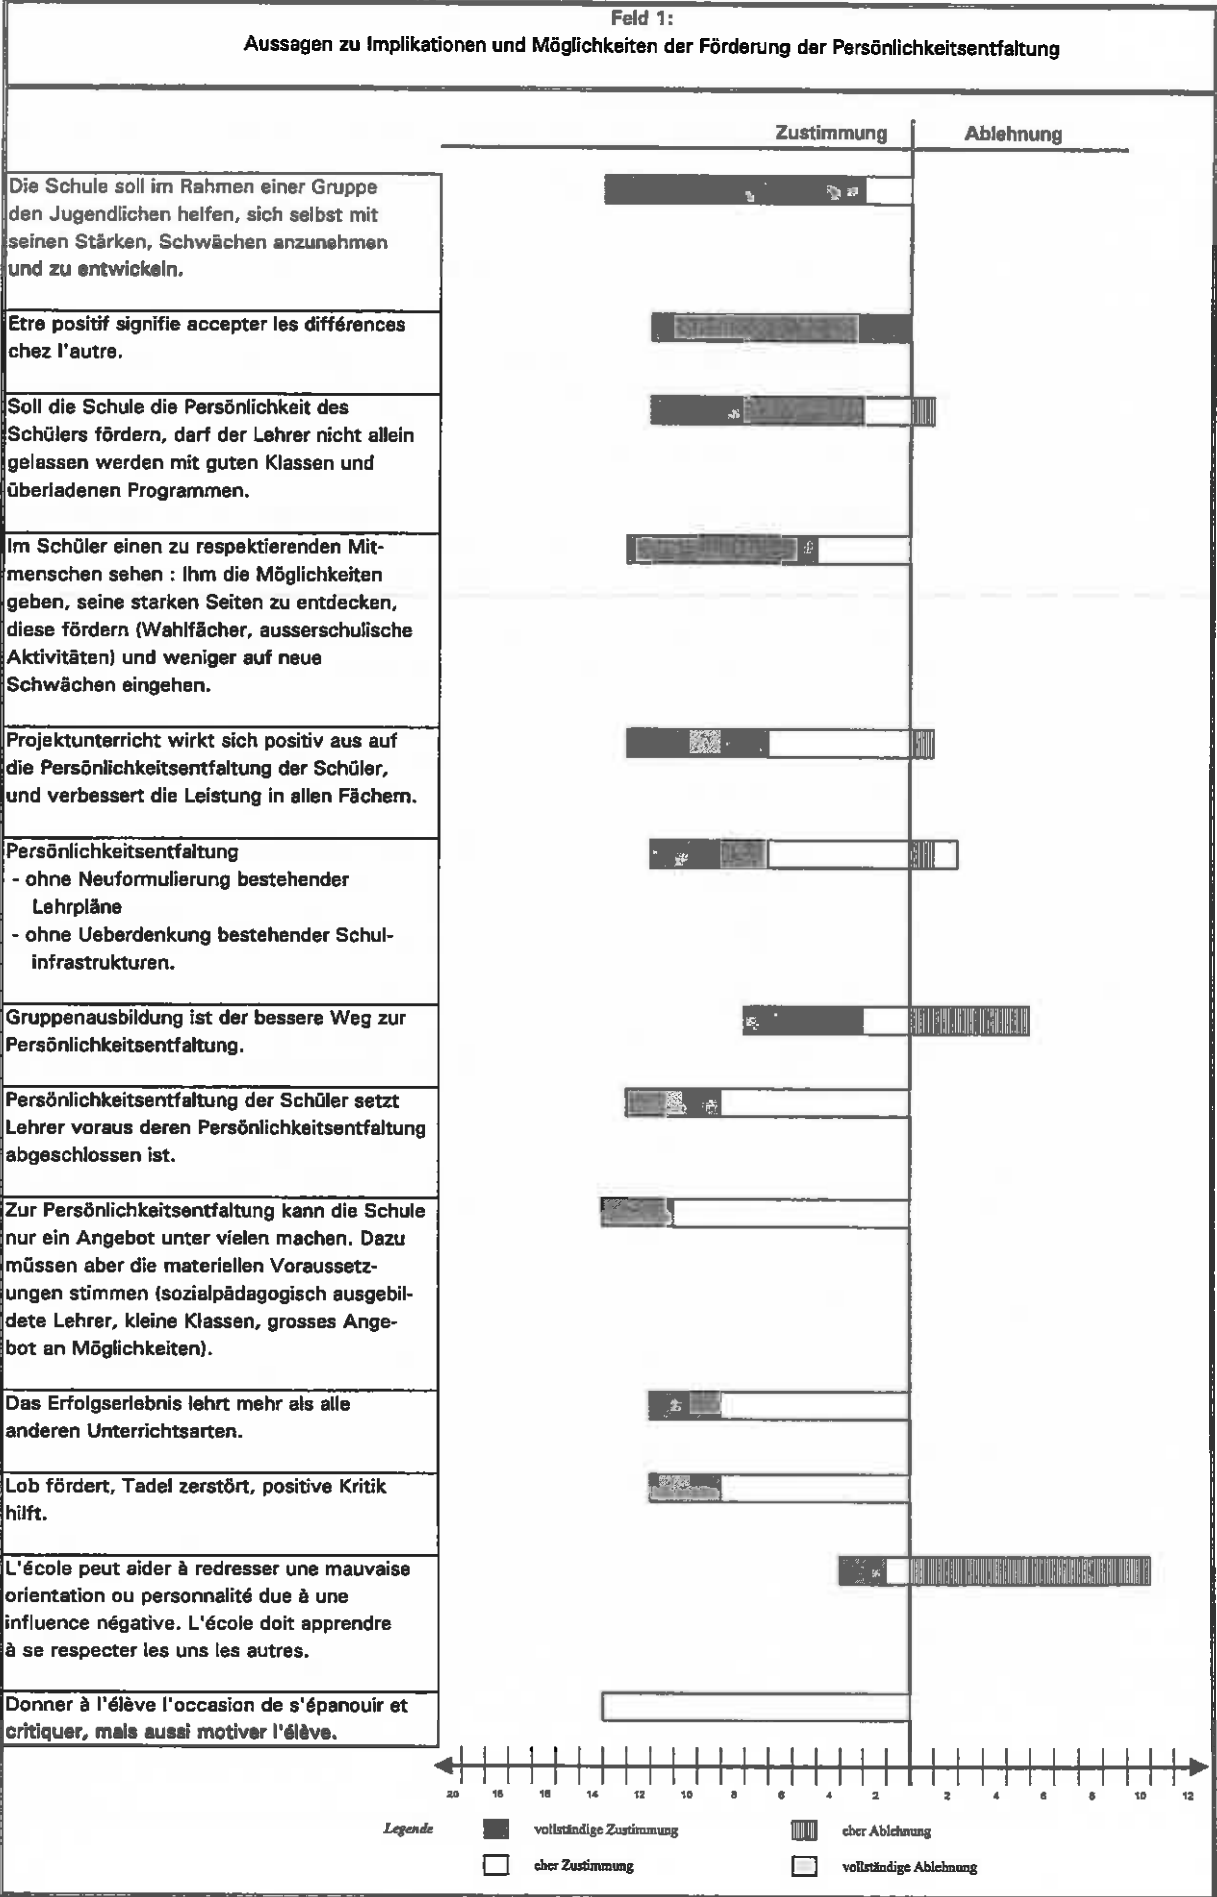 Feld 1:
Aussagen zu Implikationen und Möglichkeiten der Förderung der Persönlichkeitsentfaltung
Zustimmung Ablehnung
Die Schule soll im Rahmen einer Gruppe
den Jugendlichen helfen, sich selbst mit
seinen Stärken, Schwächen anzunehmen
und zu entwickeln.
Etre positif signifie accepter les différences
chez l'autre.
Soll die Schule die Persönlichkeit des
Schülers fördern, darf der Lehrer nicht allein
gelassen werden mit guten Klassen und
überladenen Programmen.
Im Schüler einen zu respektierenden Mit-
menschen sehen : Ihm die Möglichkeiten
geben, seine starken Seiten zu entdecken,
diese fördern (Wahlfächer, ausserschulische
Aktivitäten) und weniger auf neue
Schwächen eingehen.
Projektunterricht wirkt sich positiv aus auf
die Persönlichkeitsentfaltung der Schüler,
und verbessert die Leistung in allen Fächern.
Persönlichkeitsentfaltung
- ohne Neuformulierung bestehender
Lehrpläne
- ohne Ueberdenkung bestehender Schul-
infrastrukturen.
Gruppenausbildung ist der bessere Weg zur
Persönlichkeitsentfaltung.
Persönlichkeitsentfaltung der Schüler setzt
Lehrer voraus deren Persönlichkeitsentfaltung
abgeschlossen ist.
Zur Persönlichkeitsentfaltung kann die Schule
nur ein Angebot unter vielen machen. Dazu
müssen aber die materiellen Voraussetz-
ungen stimmen (sozialpädagogisch ausgebil-
dete Lehrer, kleine Klassen, grosses Ange-
bot an Möglichkeiten).
Das Erfolgserlebnis lehrt mehr als alle
anderen Unterrichtsarten.
Lob fördert, Tadel zerstört, positive Kritik
hilft.
L'école peut aider à redresser une mauvaise
orientation ou personnalité due à une
influence négative. L'école doit apprendre
à se respecter les uns les autres.
Donner à l'élève l'occasion de s'épanouir et
critiquer, mais aussi motiver l'élève.
20 18 16 14 12 10 8 6 4 2 2 4 6 8 10 12
Legende vollständige Zustimmung eher Ablehnung
eher Zustimmung vollständige Ablehnung